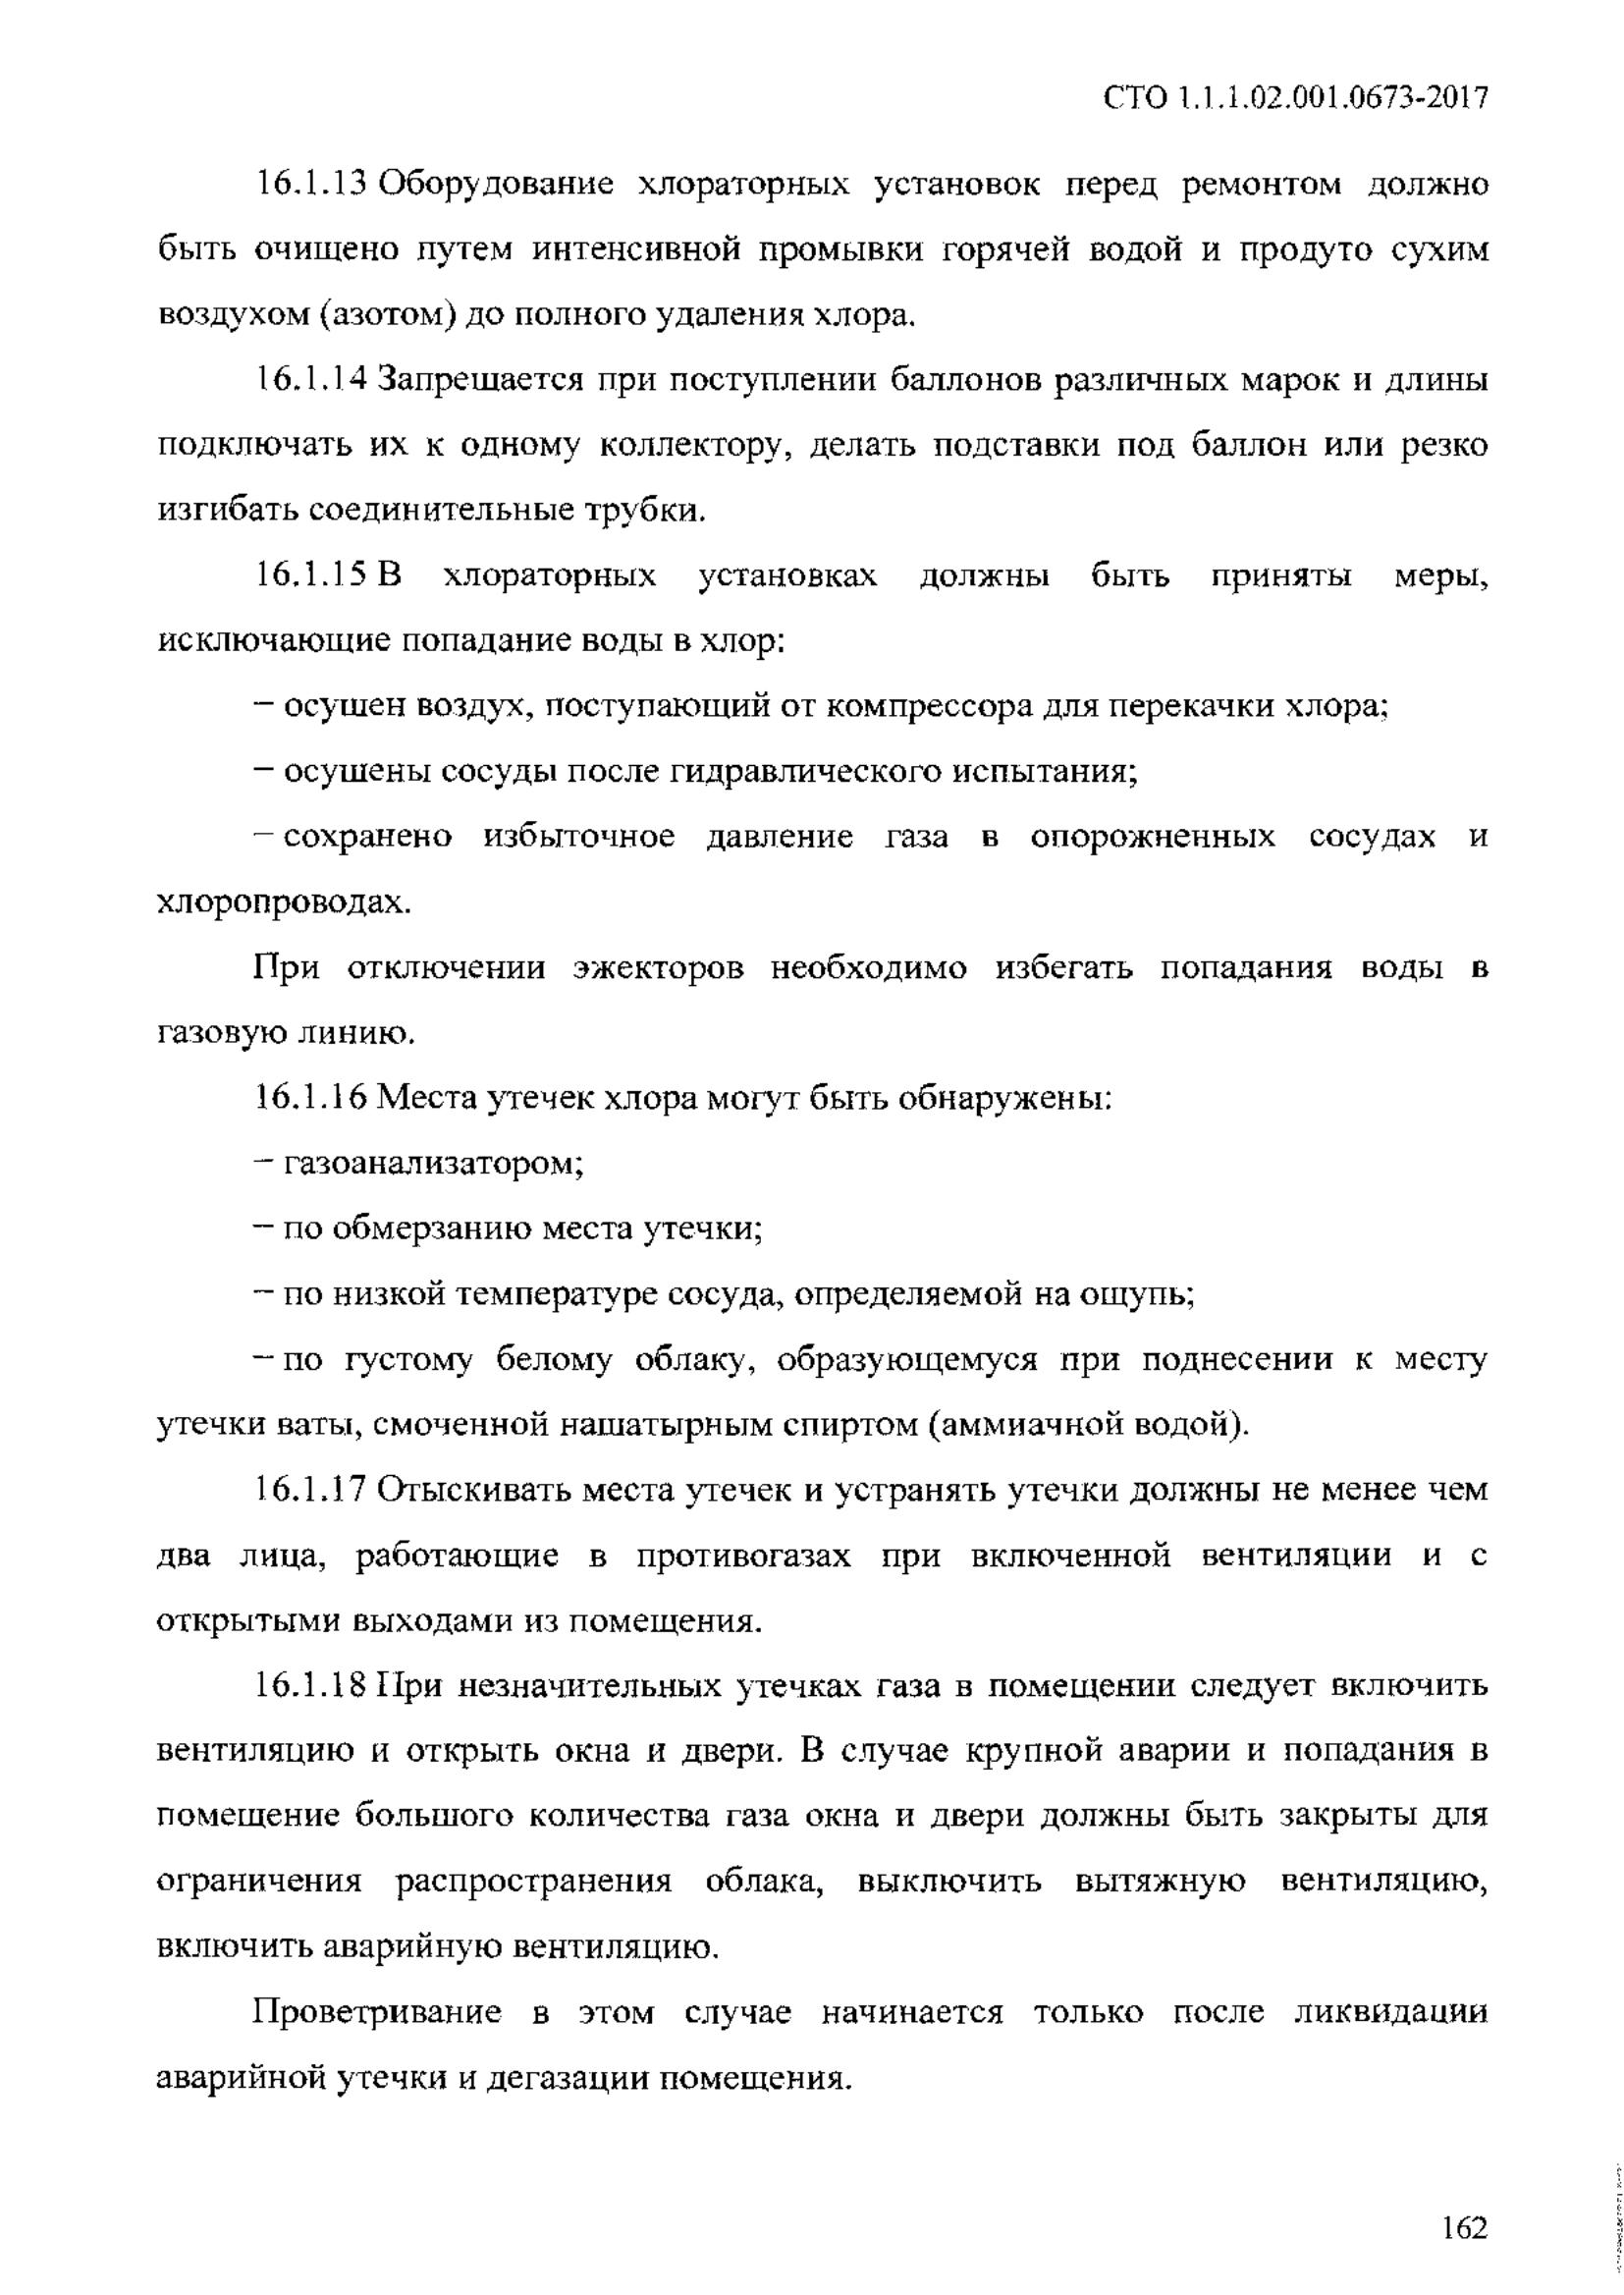 СТО 1.1.1.02.001.0673-2017
16.1.13 Оборудование хлораторных установок перед ремонтом должно
быть очищено путем интенсивной промывки горячей водой и продуто сухим
воздухом (азотом) до полного удаления хлора.
16.1.14 Запрещается при поступлении баллонов различных марок и длины
подключать их к одному коллектору, делать подставки под баллон или резко
изгибать соединительные трубки.
16.1.15 В хлораторных установках должны быть приняты меры,
исключающие попадание воды в хлор:
– осушен воздух, поступающий от компрессора для перекачки хлора;
– осушены сосуды после гидравлического испытания;
– сохранено избыточное давление газа в опорожненных сосудах и
хлоропроводах.
При отключении эжекторов необходимо избегать попадания воды в
газовую линию.
16.1.16 Места утечек хлора могут быть обнаружены:
– газоанализатором;
– по обмерзанию места утечки;
– по низкой температуре сосуда, определяемой на ощупь;
– по густому белому облаку, образующемуся при поднесении к месту
утечки ваты, смоченной нашатырным спиртом (аммиачной водой).
16.1.17 Отыскивать места утечек и устранять утечки должны не менее чем
два лица, работающие в противогазах при включенной вентиляции и с
открытыми выходами из помещения.
16.1.18 При незначительных утечках газа в помещении следует включить
вентиляцию и открыть окна и двери. В случае крупной аварии и попадания в
помещение большого количества газа окна и двери должны быть закрыты для
ограничения распространения облака, выключить вытяжную вентиляцию,
включить аварийную вентиляцию.
Проветривание в этом случае начинается только после ликвидации
аварийной утечки и дегазации помещения.
162